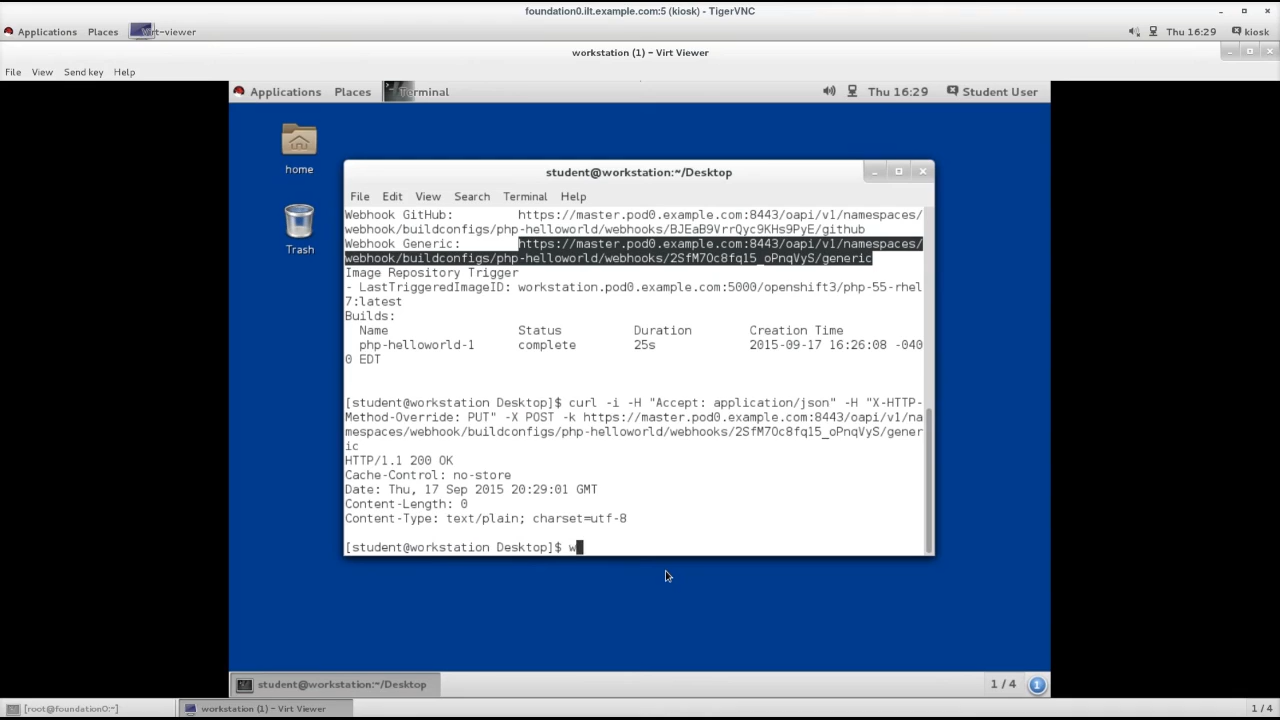 foundation0.ilt.example.com:5 (kiosk) - TigerVNC
Applications Places Virt-viewer Thu 16:29 kiosk
workstation (1) - Virt Viewer
File View Send key Help
Applications Places Terminal Thu 16:29 Student User
home
Trash
student@workstation:~/Desktop
File Edit View Search Terminal Help
Webhook GitHub: https://master.pod0.example.com:8443/oapi/v1/namespaces/
webhook/buildconfigs/php-helloworld/webhooks/BJEaB9VrrQyc9KHs9PyE/github
Webhook Generic: https://master.pod0.example.com:8443/oapi/v1/namespaces/
webhook/buildconfigs/php-helloworld/webhooks/2SfM7Oc8fq15_oPnqVyS/generic
Image Repository Trigger
- LastTriggeredImageID: workstation.pod0.example.com:5000/openshift3/php-55-rhel
7:latest
Builds:
Name Status Duration Creation Time
php-helloworld-1 complete 25s 2015-09-17 16:26:08 -040
0 EDT
[student@workstation Desktop]$ curl -i -H "Accept: application/json" -H "X-HTTP-
Method-Override: PUT" -X POST -k https://master.pod0.example.com:8443/oapi/v1/na
mespaces/webhook/buildconfigs/php-helloworld/webhooks/2SfM7Oc8fq15_oPnqVyS/gener
ic
HTTP/1.1 200 OK
Cache-Control: no-store
Date: Thu, 17 Sep 2015 20:29:01 GMT
Content-Length: 0
Content-Type: text/plain; charset=utf-8
[student@workstation Desktop]$ w
student@workstation:~/Desktop 1 / 4
[root@foundation0:~] workstation (1) - Virt Viewer 1 / 4